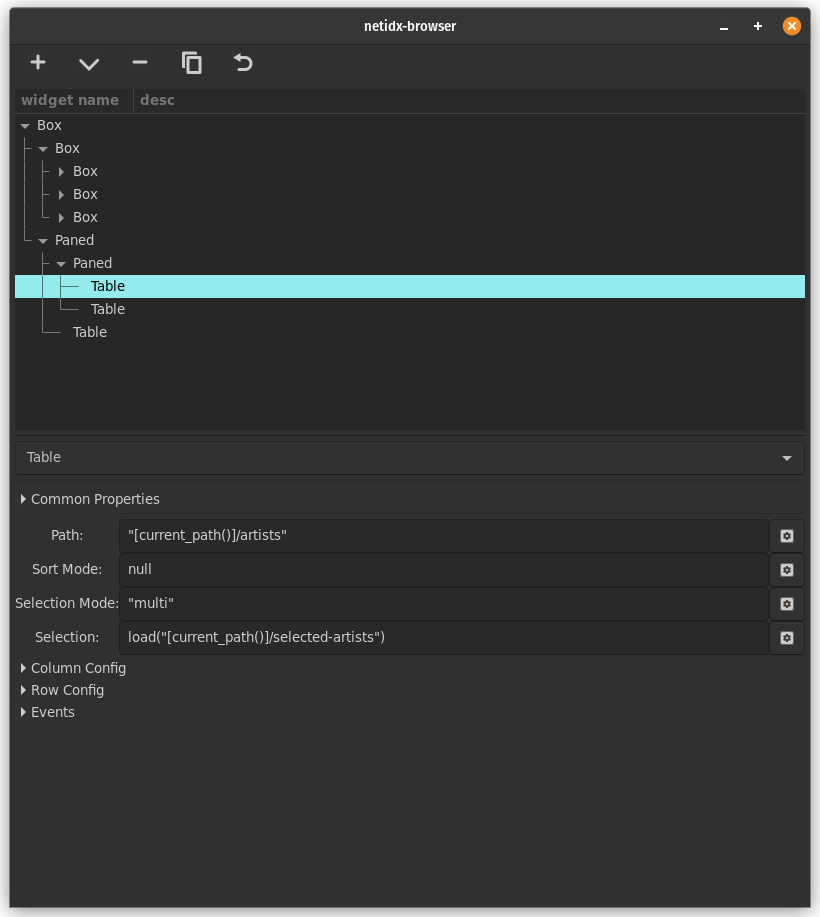 netidx-browser
widget name desc
Box
Box
Box
Box
Box
Paned
Paned
Table
Table
Table
Table
Common Properties
Path: "[current_path()]/artists"
Sort Mode: null
Selection Mode: "multi"
Selection: load("[current_path()]/selected-artists")
Column Config
Row Config
Events